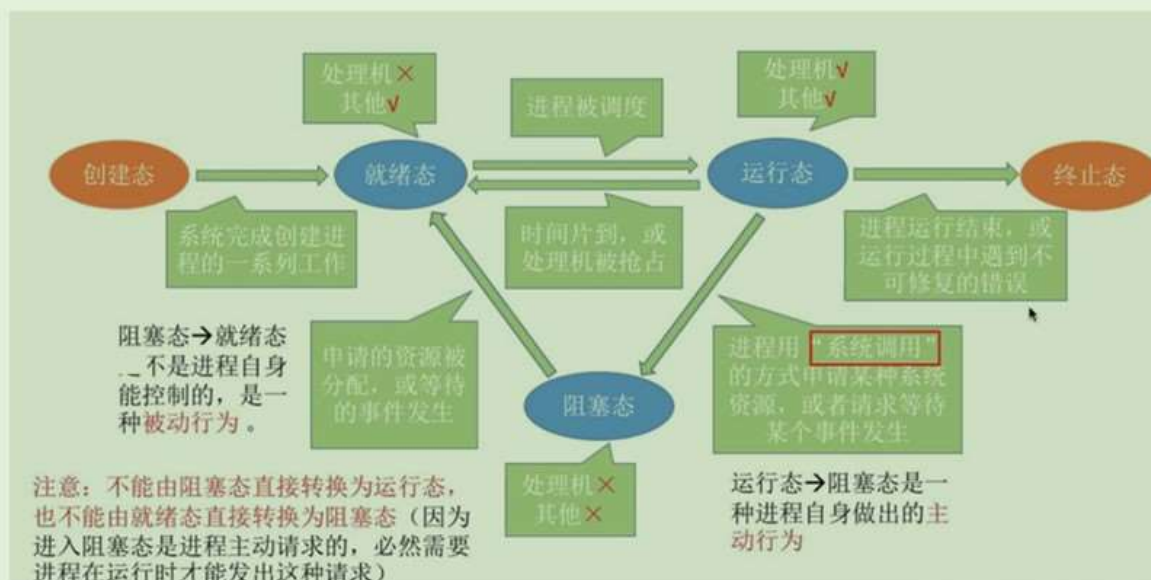 处理机×
其他√
进程被调度
处理机√
其他√
创建态
就绪态
运行态
终止态
系统完成创建进
程的一系列工作
时间片到，或
处理机被抢占
进程运行结束，或
运行过程中遇到不
可修复的错误
阻塞态→就绪态
不是进程自身
能控制的，是一
种被动行为。
申请的资源被
分配，或等待
的事件发生
阻塞态
进程用“系统调用”
的方式申请某种系统
资源，或者请求等待
某个事件发生
处理机×
其他×
运行态→阻塞态是一
种进程自身做出的主
动行为
注意：不能由阻塞态直接转换为运行态，
也不能由就绪态直接转换为阻塞态（因为
进入阻塞态是进程主动请求的，必然需要
进程在运行时才能发出这种请求）